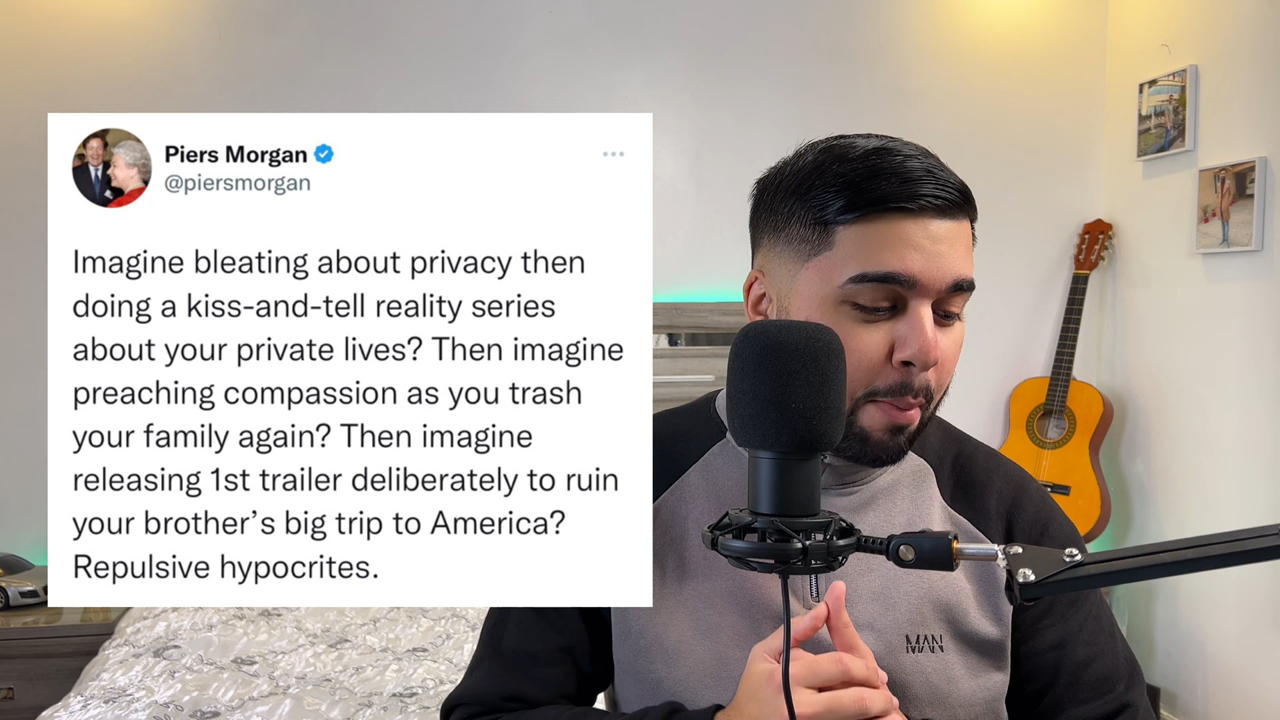 Piers Morgan
@piersmorgan
Imagine bleating about privacy then
doing a kiss-and-tell reality series
about your private lives? Then imagine
preaching compassion as you trash
your family again? Then imagine
releasing 1st trailer deliberately to ruin
your brother’s big trip to America?
Repulsive hypocrites.
MAN